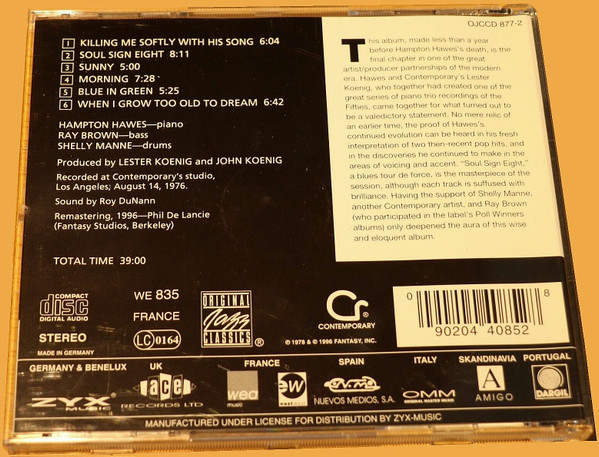 OJCCD 877-2
1 KILLING ME SOFTLY WITH HIS SONG 6:04
2 SOUL SIGN EIGHT 8:11
3 SUNNY 5:00
4 MORNING 7:28
5 BLUE IN GREEN 5:25
6 WHEN I GROW TOO OLD TO DREAM 6:42
HAMPTON HAWES—piano
RAY BROWN—bass
SHELLY MANNE—drums
Produced by LESTER KOENIG and JOHN KOENIG
Recorded at Contemporary's studio,
Los Angeles; August 14, 1976.
Sound by Roy DuNann
Remastering, 1996—Phil De Lancie
(Fantasy Studios, Berkeley)
TOTAL TIME 39:00
This album, made less than a year
before Hampton Hawes's death, is the
final chapter in one of the great
artist/producer partnerships of the modern
era. Hawes and Contemporary's Lester
Koenig, who together had created one of the
great series of piano trio recordings of the
Fifties, came together for what turned out to
be a valedictory statement. No mere relic of
an earlier time, the proof of Hawes's
continued evolution can be heard in his fresh
interpretation of two then-recent pop hits, and
in the discoveries he continued to make in the
areas of voicing and accent. "Soul Sign Eight,"
a blues tour de force, is the masterpiece of the
session, although each track is suffused with
brilliance. Having the support of Shelly Manne,
another Contemporary artist, and Ray Brown
(who participated in the label's Poll Winners
albums) only deepened the aura of this wise
and eloquent album.
COMPACT
disc
DIGITAL AUDIO
STEREO
MADE IN GERMANY
WE 835
FRANCE
LC 0164
ORIGINAL
Jazz
CLASSICS ®
CR
CONTEMPORARY
℗ 1978 & © 1996 FANTASY, INC.
0 90204 40852 8
GERMANY & BENELUX UK FRANCE SPAIN ITALY SKANDINAVIA PORTUGAL
ZYX
MUSIC
ace
RECORDS LTD
wea
music
ew
NUEVOS MEDIOS, S.A.
OMM
A
AMIGO
DARGIL
MANUFACTURED UNDER LICENSE FOR DISTRIBUTION BY ZYX-MUSIC